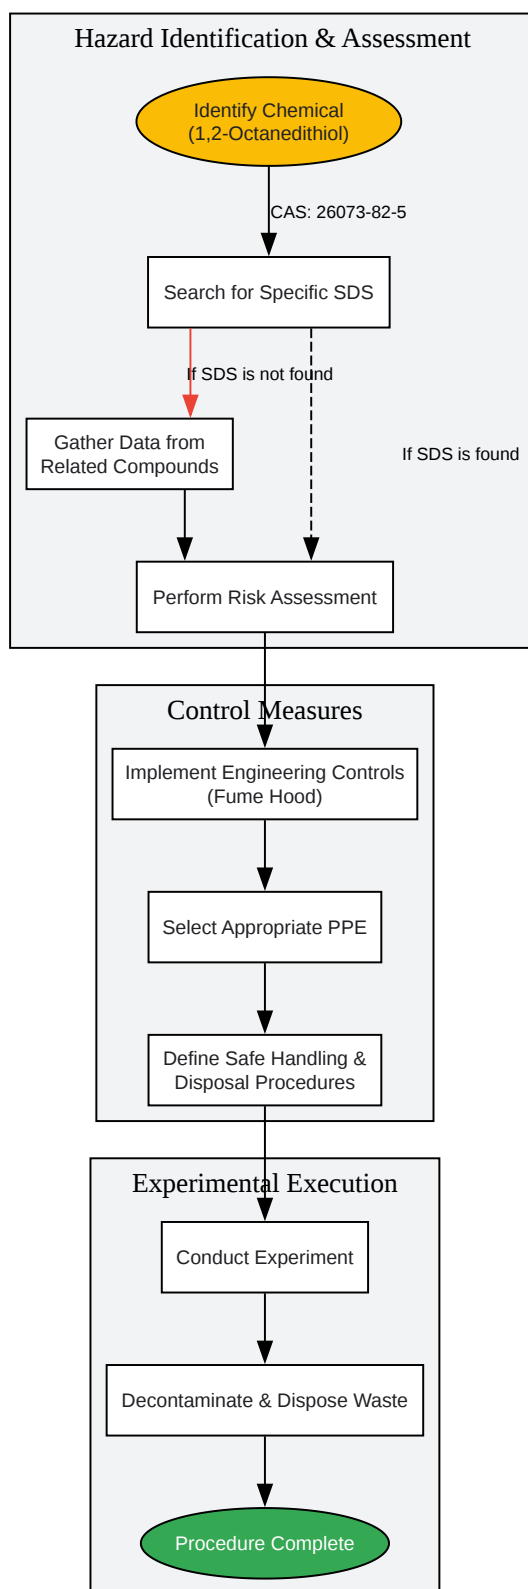 Hazard Identification & Assessment
Identify Chemical
(1,2-Octanedithiol)
CAS: 26073-82-5
Search for Specific SDS
If SDS is not found
Gather Data from
Related Compounds
If SDS is found
Perform Risk Assessment
Control Measures
Implement Engineering Controls
(Fume Hood)
Select Appropriate PPE
Define Safe Handling &
Disposal Procedures
Experimental Execution
Conduct Experiment
Decontaminate & Dispose Waste
Procedure Complete